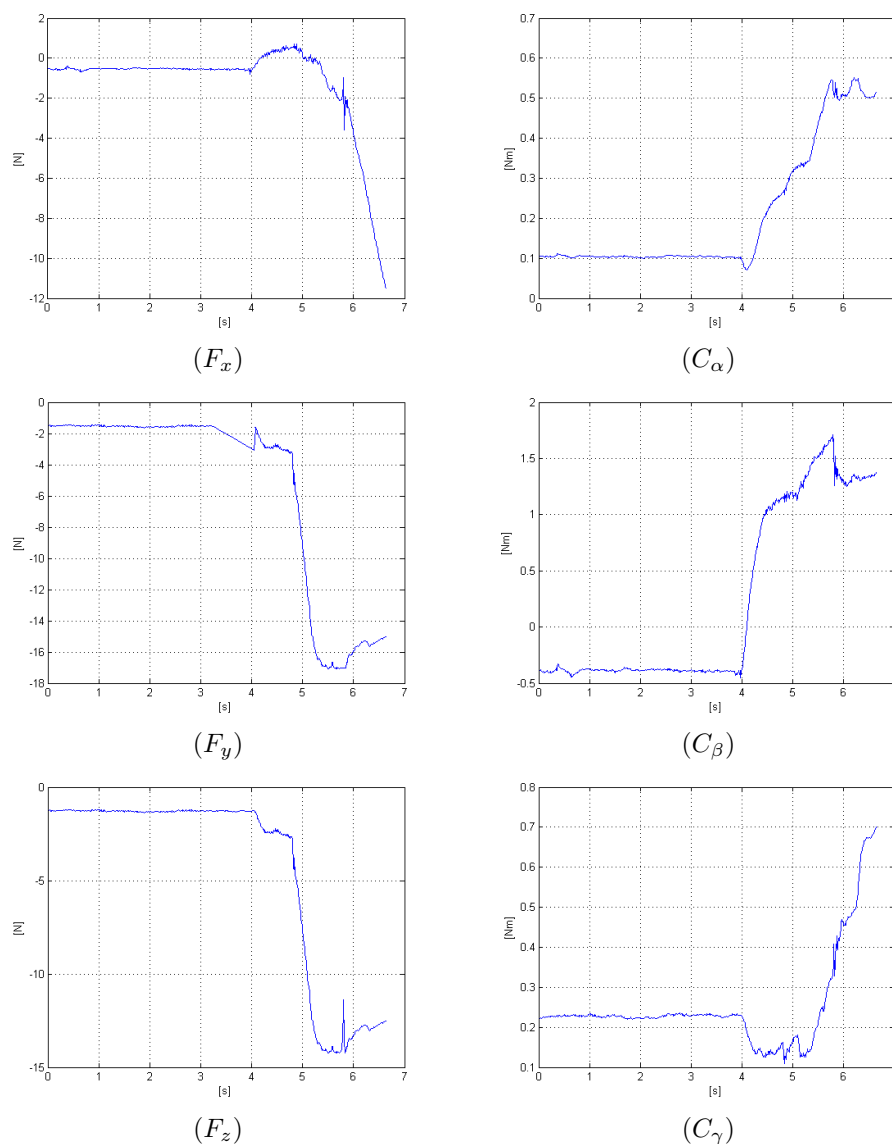 2
0
-2
-4
-6
-8
-10
-12
[N]
0 1 2 3 4 5 6 7
[s]
(F_x)
0.7
0.6
0.5
0.4
0.3
0.2
0.1
0
[Nm]
0 1 2 3 4 5 6
[s]
(C_α)
0
-2
-4
-6
-8
-10
-12
-14
-16
-18
[N]
0 1 2 3 4 5 6 7
[s]
(F_y)
2
1.5
1
0.5
0
-0.5
[Nm]
0 1 2 3 4 5 6
[s]
(C_β)
0
-5
-10
-15
[N]
0 1 2 3 4 5 6 7
[s]
(F_z)
0.8
0.7
0.6
0.5
0.4
0.3
0.2
0.1
[Nm]
0 1 2 3 4 5 6
[s]
(C_γ)